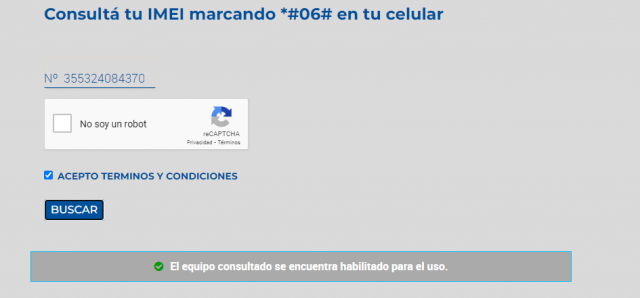 Consultá tu IMEI marcando *#06# en tu celular
Nº 355324084370
No soy un robot
reCAPTCHA
Privacidad - Términos
ACEPTO TERMINOS Y CONDICIONES
BUSCAR
El equipo consultado se encuentra habilitado para el uso.